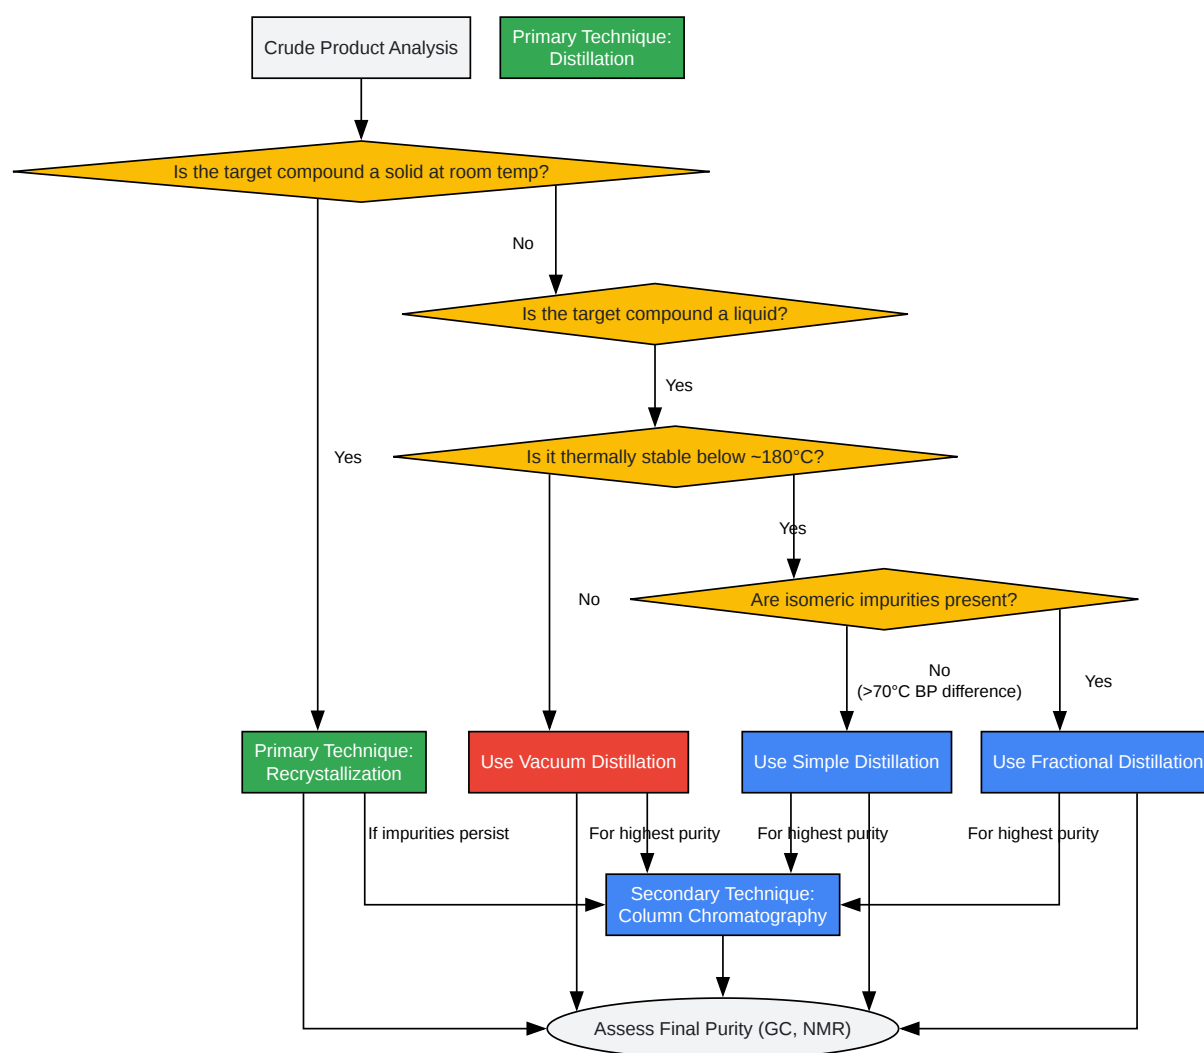 Crude Product Analysis
Primary Technique:
Distillation
Is the target compound a solid at room temp?
No
Is the target compound a liquid?
Yes
Yes
Is it thermally stable below ~180°C?
Yes
No
Are isomeric impurities present?
No
(>70°C BP difference)
Yes
Primary Technique:
Recrystallization
Use Vacuum Distillation
Use Simple Distillation
Use Fractional Distillation
If impurities persist
For highest purity
For highest purity
For highest purity
Secondary Technique:
Column Chromatography
Assess Final Purity (GC, NMR)